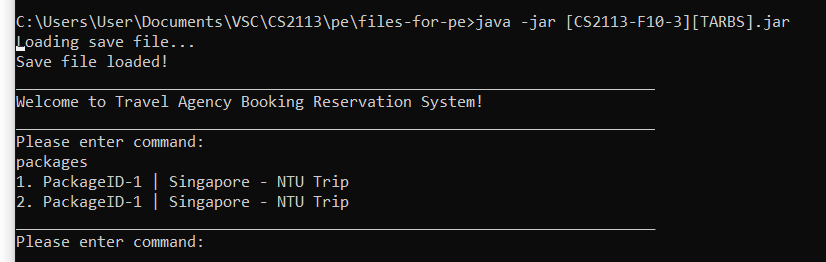 C:\Users\User\Documents\VSC\CS2113\pe\files-for-pe>java -jar [CS2113-F10-3][TARBS].jar
Loading save file...
Save file loaded!
Welcome to Travel Agency Booking Reservation System!
Please enter command:
packages
1. PackageID-1 | Singapore - NTU Trip
2. PackageID-1 | Singapore - NTU Trip
Please enter command: